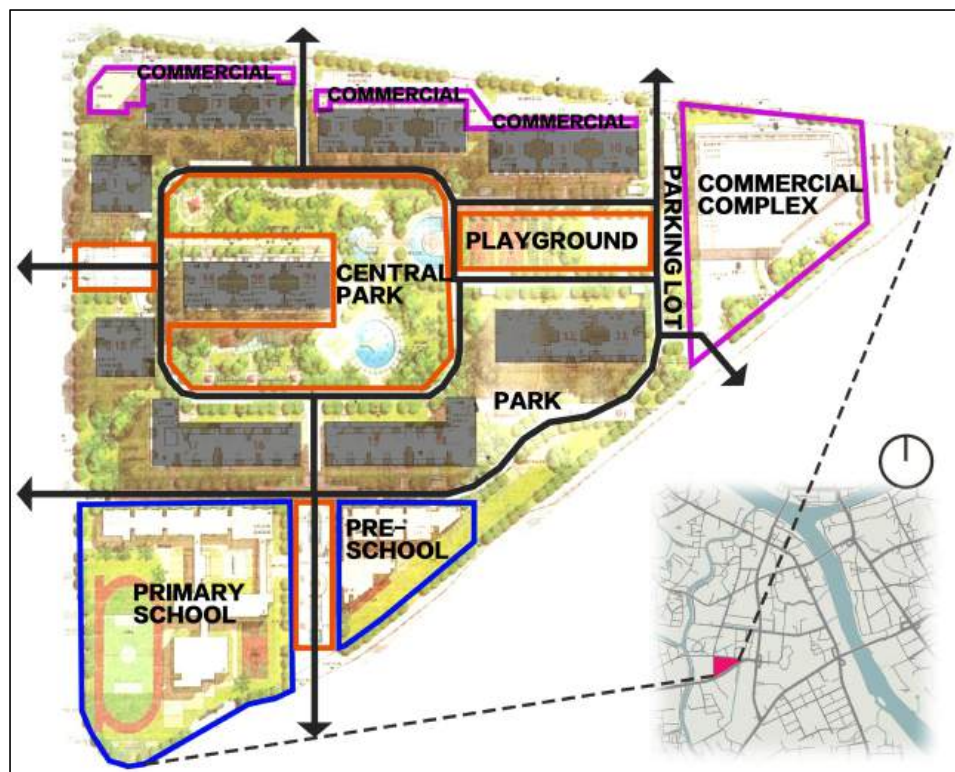 COMMERCIAL
COMMERCIAL
COMMERCIAL
COMMERCIAL
COMPLEX
PARKING LOT
PLAYGROUND
CENTRAL
PARK
PARK
PRE-
SCHOOL
PRIMARY
SCHOOL